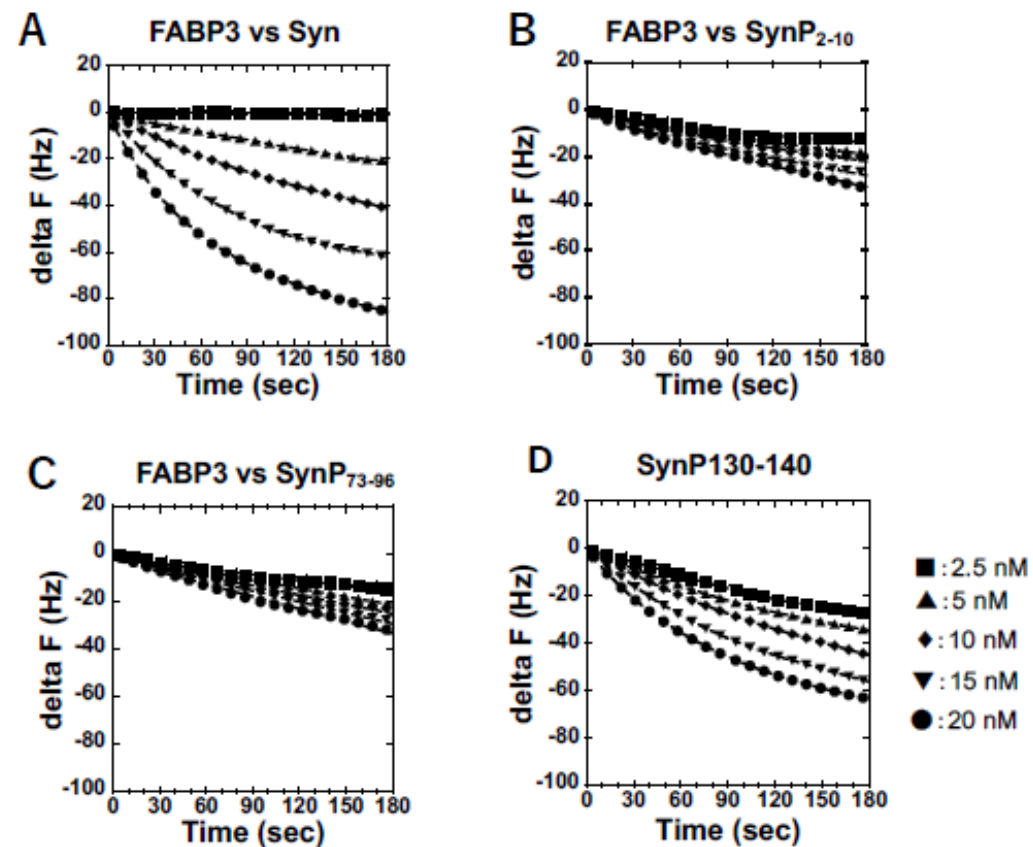 A
FABP3 vs Syn
20
0
-20
-40
-60
-80
-100
delta F (Hz)
0 30 60 90 120 150 180
Time (sec)
B
FABP3 vs SynP2-10
20
0
-20
-40
-60
-80
-100
delta F (Hz)
0 30 60 90 120 150 180
Time (sec)
C
FABP3 vs SynP73-96
20
0
-20
-40
-60
-80
-100
delta F (Hz)
0 30 60 90 120 150 180
Time (sec)
D
SynP130-140
20
0
-20
-40
-60
-80
-100
delta F (Hz)
0 30 60 90 120 150 180
Time (sec)
■ : 2.5 nM
▲ : 5 nM
◆ : 10 nM
▼ : 15 nM
● : 20 nM